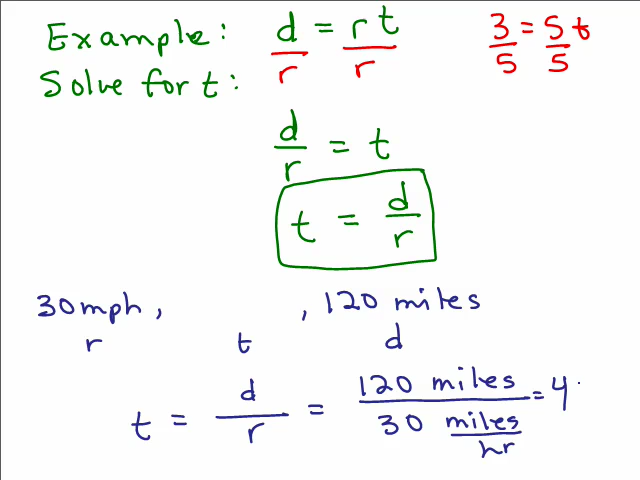 Example: d/r = rt/r 3/5 = 5t/5
Solve for t:
d/r = t
t = d/r
30mph, , 120 miles
r t d
t = d/r = 120 miles / 30 miles/hr = 4